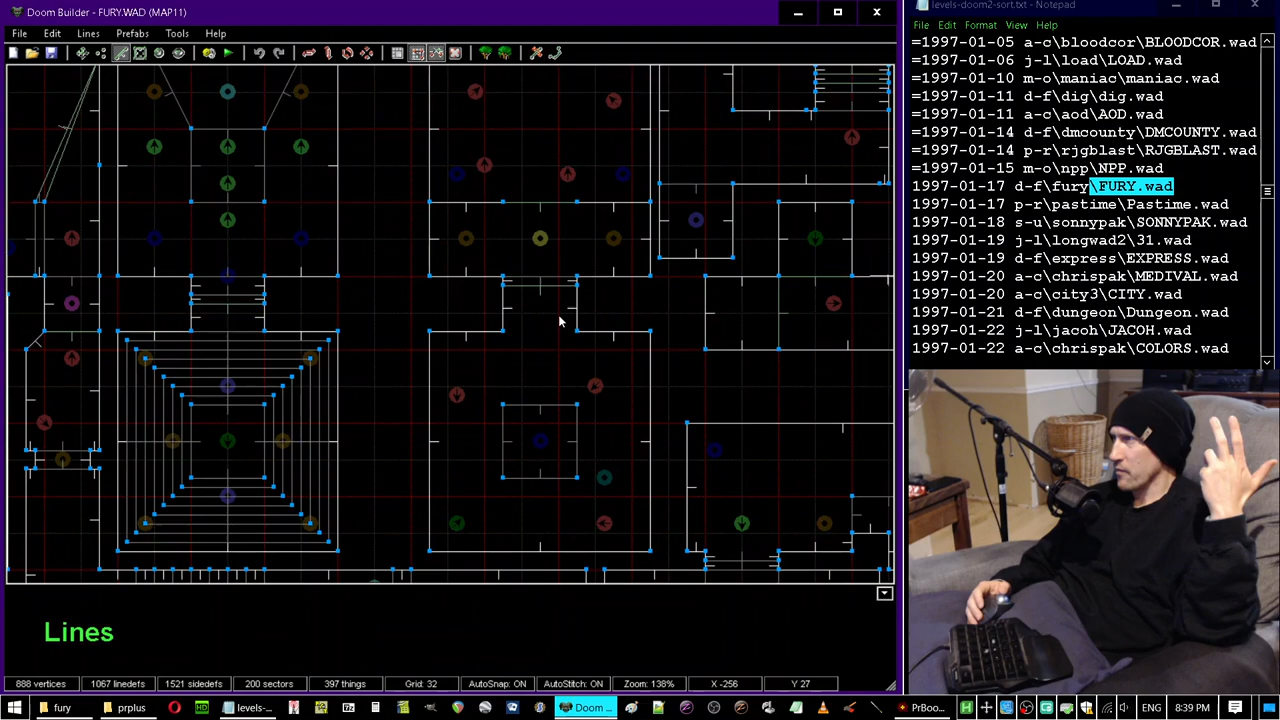 Doom Builder - FURY.WAD (MAP11)
File Edit Lines Prefabs Tools Help
Lines
888 vertices 1067 linedefs 1521 sidedefs 200 sectors 397 things Grid: 32 AutoSnap: ON AutoStitch: ON Zoom: 138% X -256 Y 27
levels-doom2-sort.txt - Notepad
File Edit Format View Help
=1997-01-05 a-c\bloodcor\BLOODCOR.wad
=1997-01-06 j-l\load\LOAD.wad
=1997-01-10 m-o\maniac\maniac.wad
=1997-01-11 d-f\dig\dig.wad
=1997-01-11 a-c\aod\AOD.wad
=1997-01-14 d-f\dmcounty\DMCOUNTY.wad
=1997-01-14 p-r\rjgblast\RJGBLAST.wad
=1997-01-15 m-o\npp\NPP.wad
1997-01-17 d-f\fury\FURY.wad
1997-01-17 p-r\pastime\Pastime.wad
1997-01-18 s-u\sonnypak\SONNYPAK.wad
1997-01-19 j-l\longwad2\31.wad
1997-01-19 d-f\express\EXPRESS.wad
1997-01-20 a-c\chrispak\MEDIVAL.wad
1997-01-20 a-c\city3\CITY.wad
1997-01-21 d-f\dungeon\Dungeon.wad
1997-01-22 j-l\jacoh\JACOH.wad
1997-01-22 a-c\chrispak\COLORS.wad
fury prplus levels-... Doom ... PrBoo... 8:39 PM